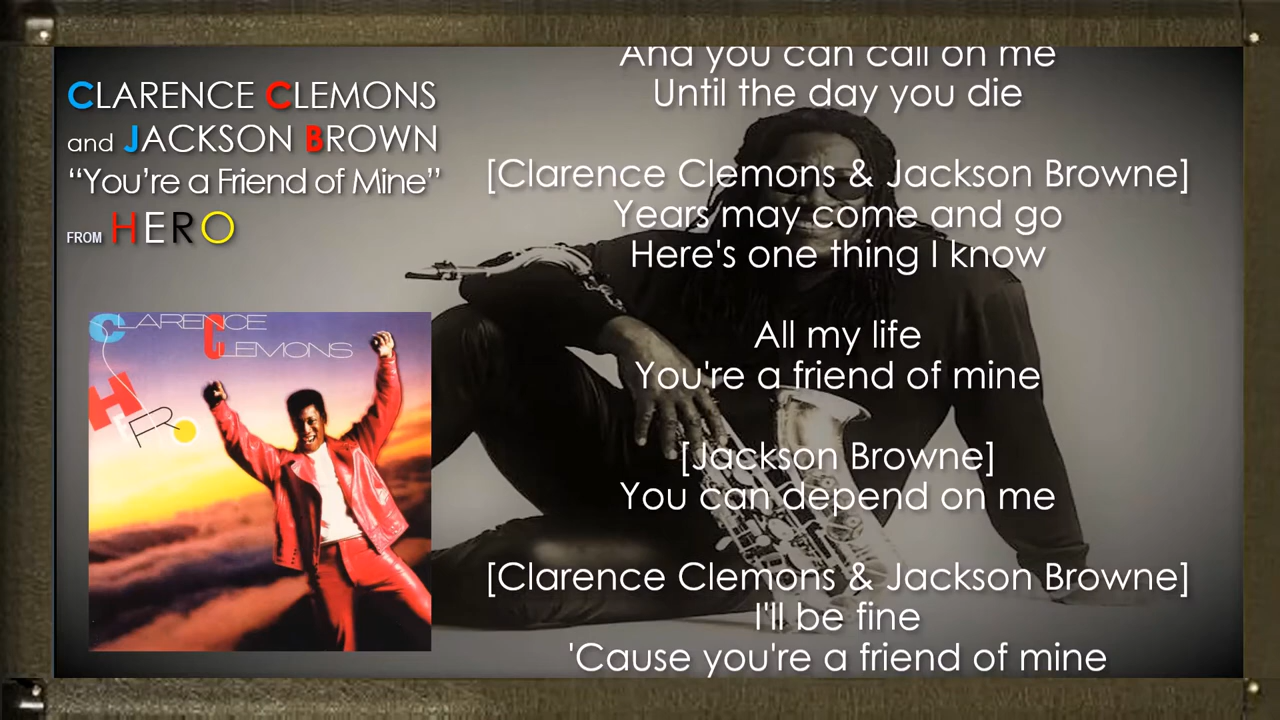 CLARENCE CLEMONS
and JACKSON BROWN
“You’re a Friend of Mine”
FROM HERO
CLARENCE
CLEMONS
HERO
And you can call on me
Until the day you die
[Clarence Clemons & Jackson Browne]
Years may come and go
Here's one thing I know
All my life
You're a friend of mine
[Jackson Browne]
You can depend on me
[Clarence Clemons & Jackson Browne]
I'll be fine
'Cause you're a friend of mine